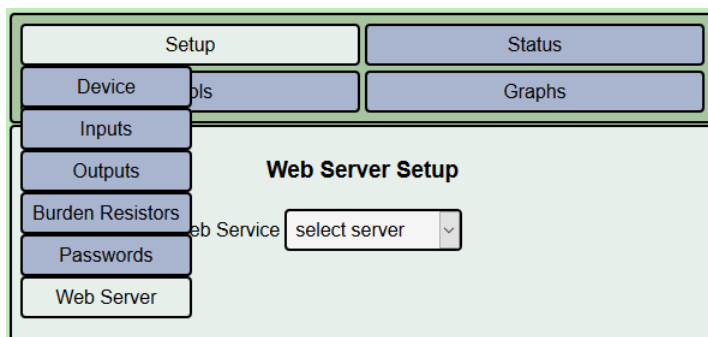 Setup
Status
Device
ols
Graphs
Inputs
Outputs
Web Server Setup
Burden Resistors
eb Service select server
Passwords
Web Server